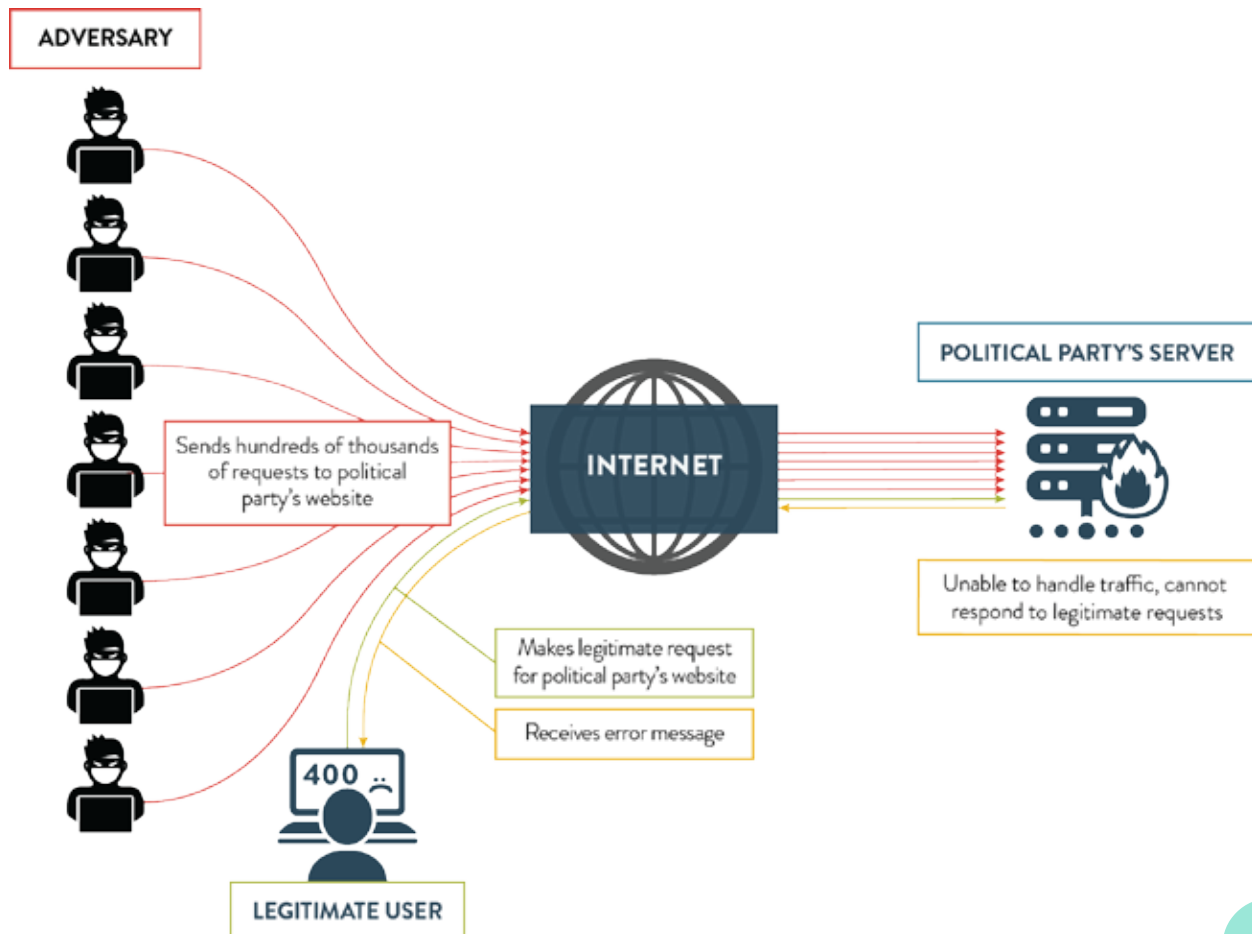 ADVERSARY
Sends hundreds of thousands
of requests to political
party's website
INTERNET
POLITICAL PARTY'S SERVER
Unable to handle traffic, cannot
respond to legitimate requests
Makes legitimate request
for political party's website
Receives error message
400
LEGITIMATE USER